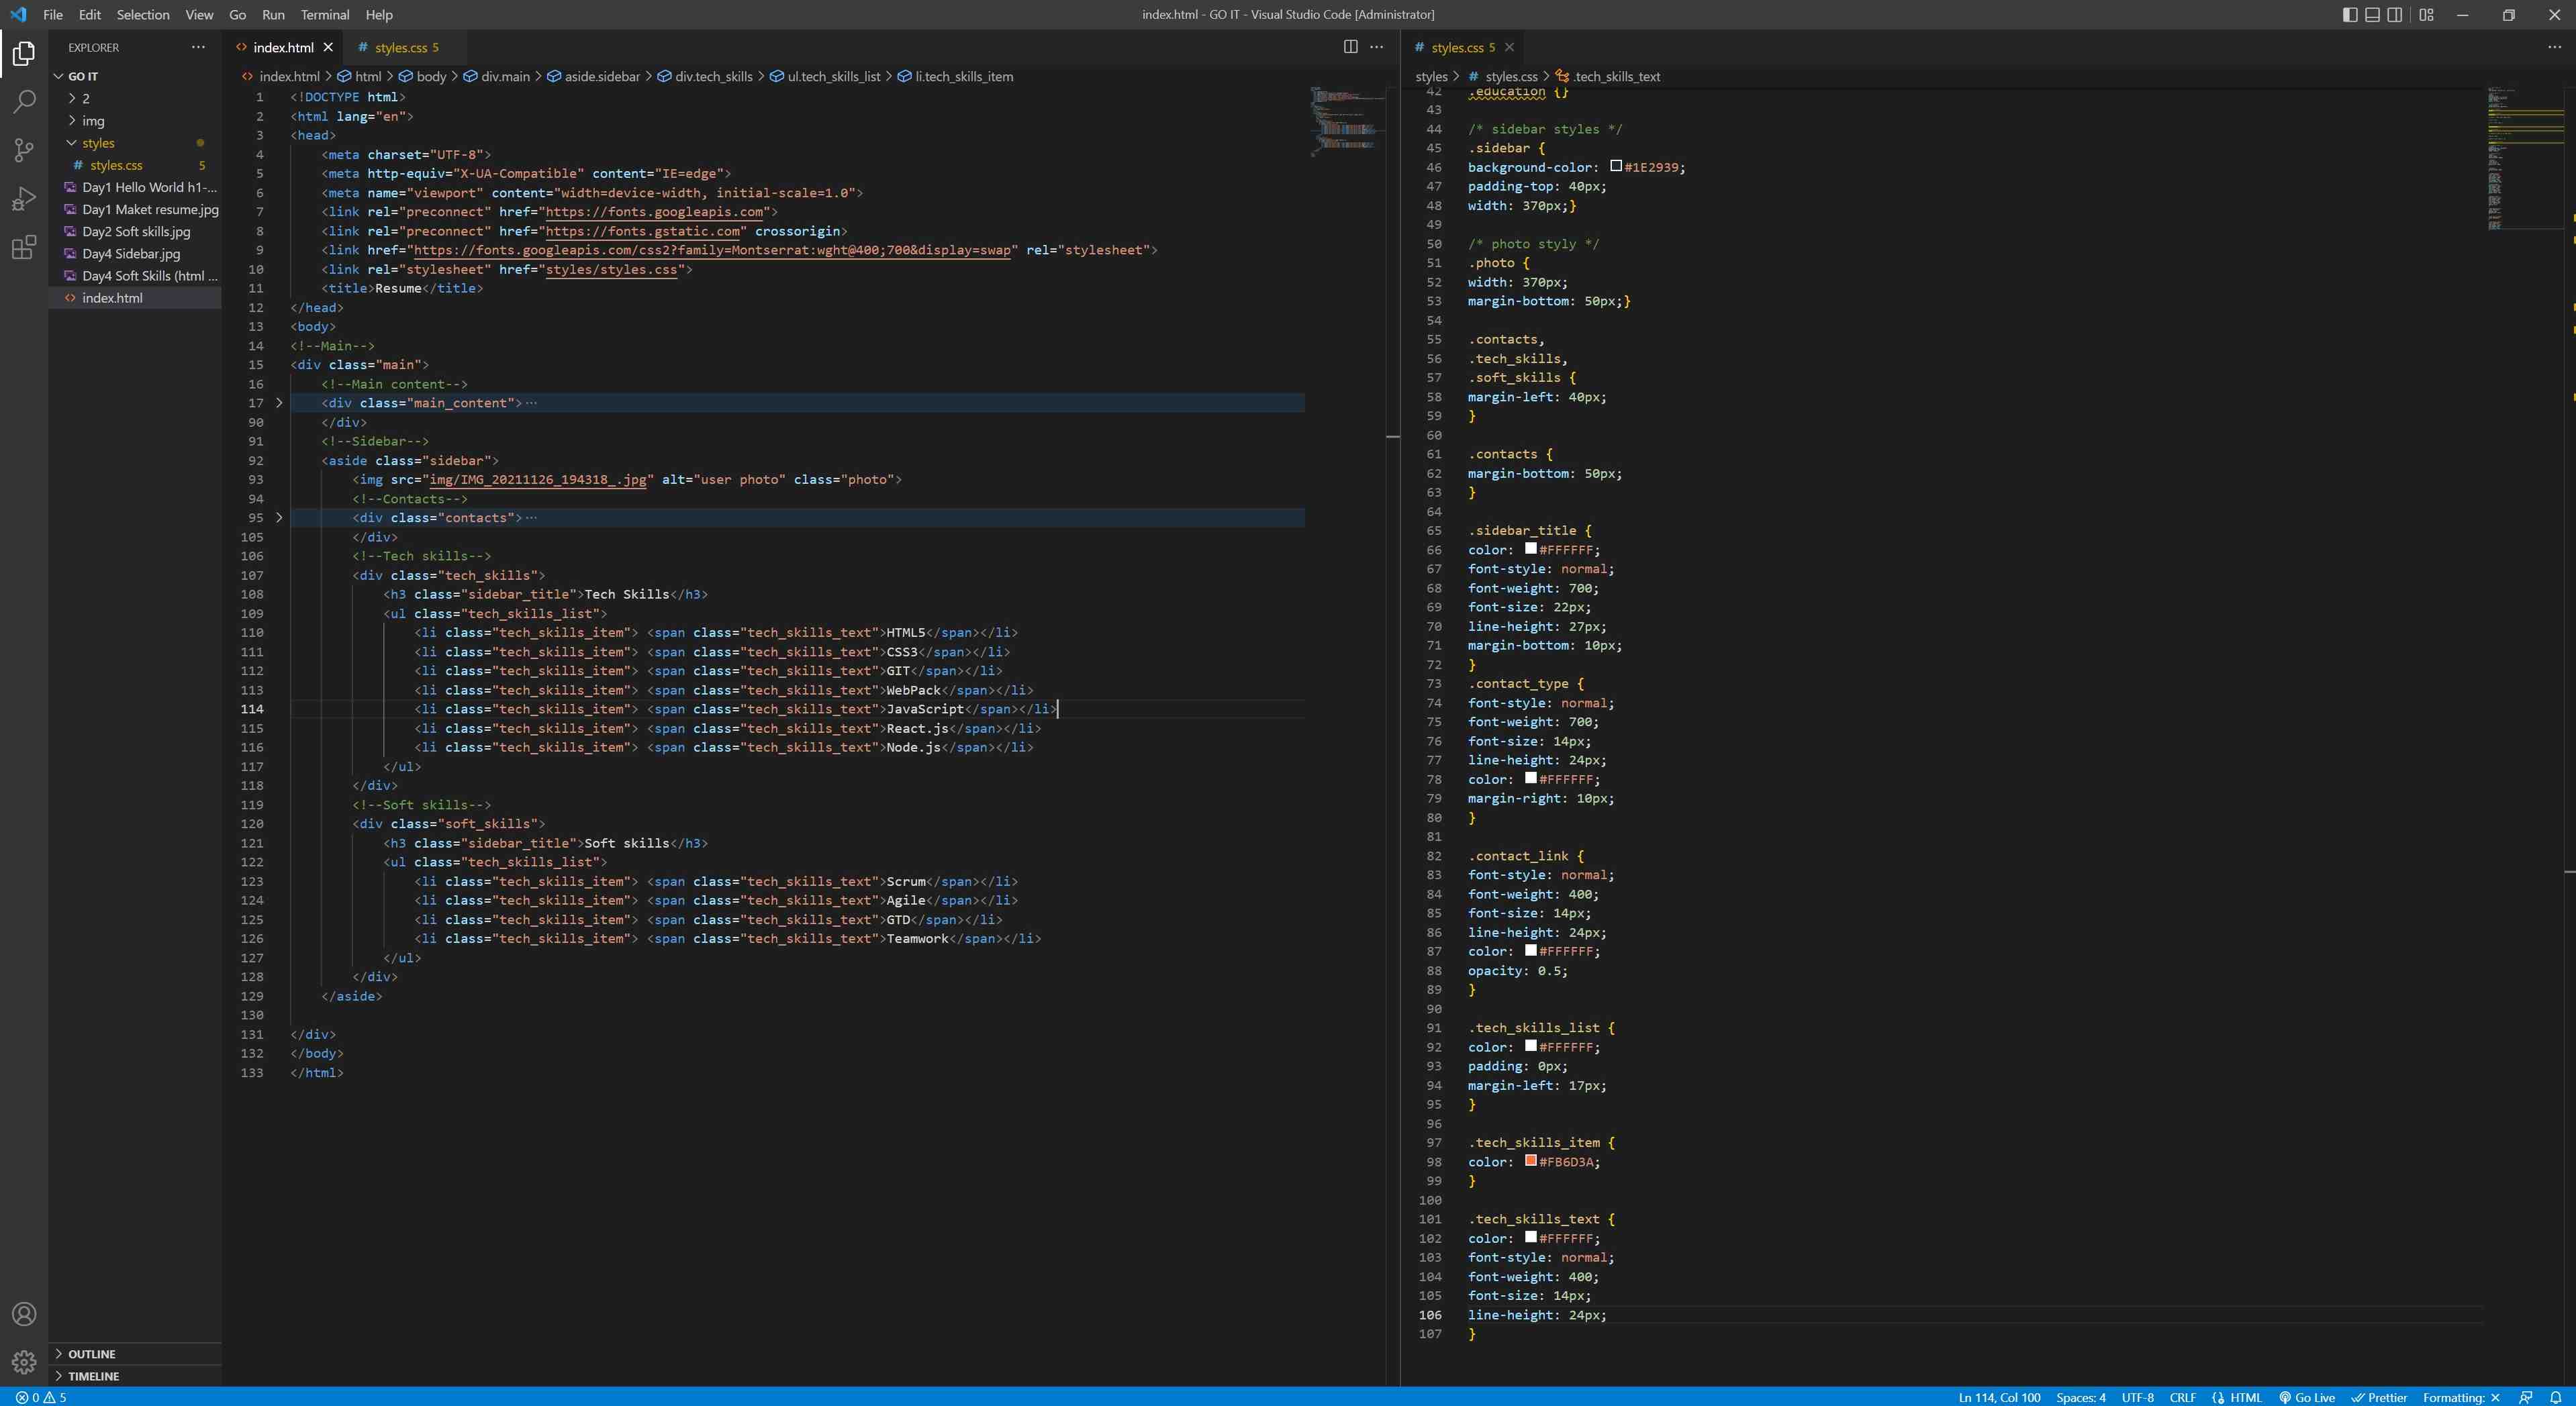 File Edit Selection View Go Run Terminal Help
index.html - GO IT - Visual Studio Code [Administrator]
EXPLORER
GO IT
2
img
styles
# styles.css 5
Day1 Hello World h1-...
Day1 Maket resume.jpg
Day2 Soft skills.jpg
Day4 Sidebar.jpg
Day4 Soft Skills (html ...
index.html
OUTLINE
TIMELINE
index.html
# styles.css 5
index.html > html > body > div.main > aside.sidebar > div.tech_skills > ul.tech_skills_list > li.tech_skills_item
1 <!DOCTYPE html>
2 <html lang="en">
3 <head>
4 <meta charset="UTF-8">
5 <meta http-equiv="X-UA-Compatible" content="IE=edge">
6 <meta name="viewport" content="width=device-width, initial-scale=1.0">
7 <link rel="preconnect" href="https://fonts.googleapis.com">
8 <link rel="preconnect" href="https://fonts.gstatic.com" crossorigin>
9 <link href="https://fonts.googleapis.com/css2?family=Montserrat:wght@400;700&display=swap" rel="stylesheet">
10 <link rel="stylesheet" href="styles/styles.css">
11 <title>Resume</title>
12 </head>
13 <body>
14 <!--Main-->
15 <div class="main">
16 <!--Main content-->
17 <div class="main_content">···
90 </div>
91 <!--Sidebar-->
92 <aside class="sidebar">
93 <img src="img/IMG_20211126_194318_.jpg" alt="user photo" class="photo">
94 <!--Contacts-->
95 <div class="contacts">···
105 </div>
106 <!--Tech skills-->
107 <div class="tech_skills">
108 <h3 class="sidebar_title">Tech Skills</h3>
109 <ul class="tech_skills_list">
110 <li class="tech_skills_item"> <span class="tech_skills_text">HTML5</span></li>
111 <li class="tech_skills_item"> <span class="tech_skills_text">CSS3</span></li>
112 <li class="tech_skills_item"> <span class="tech_skills_text">GIT</span></li>
113 <li class="tech_skills_item"> <span class="tech_skills_text">WebPack</span></li>
114 <li class="tech_skills_item"> <span class="tech_skills_text">JavaScript</span></li>
115 <li class="tech_skills_item"> <span class="tech_skills_text">React.js</span></li>
116 <li class="tech_skills_item"> <span class="tech_skills_text">Node.js</span></li>
117 </ul>
118 </div>
119 <!--Soft skills-->
120 <div class="soft_skills">
121 <h3 class="sidebar_title">Soft skills</h3>
122 <ul class="tech_skills_list">
123 <li class="tech_skills_item"> <span class="tech_skills_text">Scrum</span></li>
124 <li class="tech_skills_item"> <span class="tech_skills_text">Agile</span></li>
125 <li class="tech_skills_item"> <span class="tech_skills_text">GTD</span></li>
126 <li class="tech_skills_item"> <span class="tech_skills_text">Teamwork</span></li>
127 </ul>
128 </div>
129 </aside>
130
131 </div>
132 </body>
133 </html>
# styles.css 5
styles > # styles.css > .tech_skills_text
42 .education {}
43
44 /* sidebar styles */
45 .sidebar {
46 background-color: #1E2939;
47 padding-top: 40px;
48 width: 370px;}
49
50 /* photo styly */
51 .photo {
52 width: 370px;
53 margin-bottom: 50px;}
54
55 .contacts,
56 .tech_skills,
57 .soft_skills {
58 margin-left: 40px;
59 }
60
61 .contacts {
62 margin-bottom: 50px;
63 }
64
65 .sidebar_title {
66 color: #FFFFFF;
67 font-style: normal;
68 font-weight: 700;
69 font-size: 22px;
70 line-height: 27px;
71 margin-bottom: 10px;
72 }
73 .contact_type {
74 font-style: normal;
75 font-weight: 700;
76 font-size: 14px;
77 line-height: 24px;
78 color: #FFFFFF;
79 margin-right: 10px;
80 }
81
82 .contact_link {
83 font-style: normal;
84 font-weight: 400;
85 font-size: 14px;
86 line-height: 24px;
87 color: #FFFFFF;
88 opacity: 0.5;
89 }
90
91 .tech_skills_list {
92 color: #FFFFFF;
93 padding: 0px;
94 margin-left: 17px;
95 }
96
97 .tech_skills_item {
98 color: #FB6D3A;
99 }
100
101 .tech_skills_text {
102 color: #FFFFFF;
103 font-style: normal;
104 font-weight: 400;
105 font-size: 14px;
106 line-height: 24px;
107 }
0 5
Ln 114, Col 100 Spaces: 4 UTF-8 CRLF HTML Go Live Prettier Formatting: ×